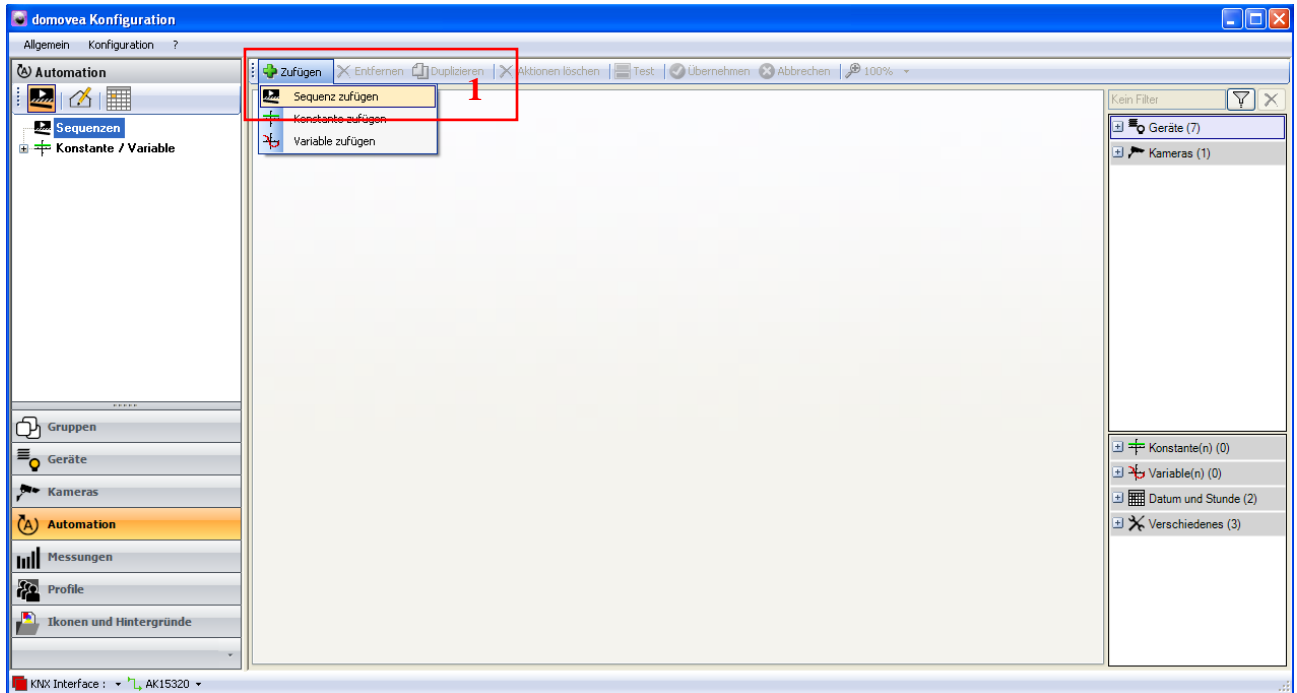 domovea Konfiguration
Allgemein Konfiguration ?
Automation
Zufügen Entfernen Duplizieren Aktionen löschen Test Übernehmen Abbrechen 100%
1
Sequenz zufügen
Konstante zufügen
Variable zufügen
Sequenzen
Konstante / Variable
Kein Filter
Geräte (7)
Kameras (1)
Gruppen
Geräte
Kameras
Automation
Messungen
Profile
Ikonen und Hintergründe
Konstante(n) (0)
Variable(n) (0)
Datum und Stunde (2)
Verschiedenes (3)
KNX Interface : AK15320